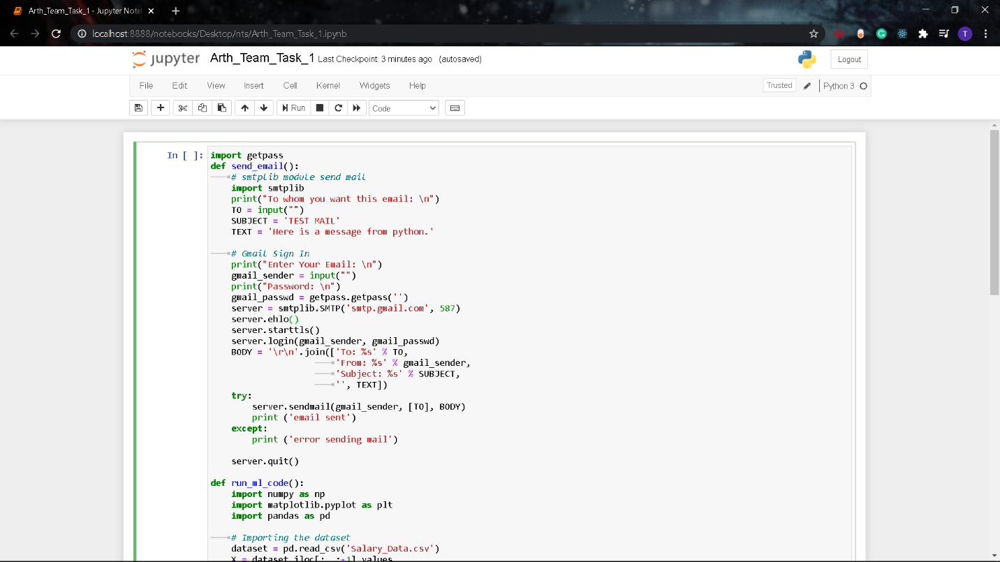 Arth_Team_Task_1 - Jupyter Note
localhost:8888/notebooks/Desktop/nts/Arth_Team_Task_1.ipynb
T
jupyter Arth_Team_Task_1 Last Checkpoint: 3 minutes ago (autosaved)
Logout
File Edit View Insert Cell Kernel Widgets Help
Trusted
Python 3
Run
Code
In [ ]:
import getpass
def send_email():
# smtplib module send mail
import smtplib
print("To whom you want this email: \n")
TO = input("")
SUBJECT = 'TEST MAIL'
TEXT = 'Here is a message from python.'
# Gmail Sign In
print("Enter Your Email: \n")
gmail_sender = input("")
print("Password: \n")
gmail_passwd = getpass.getpass('')
server = smtplib.SMTP('smtp.gmail.com', 587)
server.ehlo()
server.starttls()
server.login(gmail_sender, gmail_passwd)
BODY = '\r\n'.join(['To: %s' % TO,
'From: %s' % gmail_sender,
'Subject: %s' % SUBJECT,
'', TEXT])
try:
server.sendmail(gmail_sender, [TO], BODY)
print ('email sent')
except:
print ('error sending mail')
server.quit()
def run_ml_code():
import numpy as np
import matplotlib.pyplot as plt
import pandas as pd
# Importing the dataset
dataset = pd.read_csv('Salary_Data.csv')
X = dataset.iloc[:, :-1].values